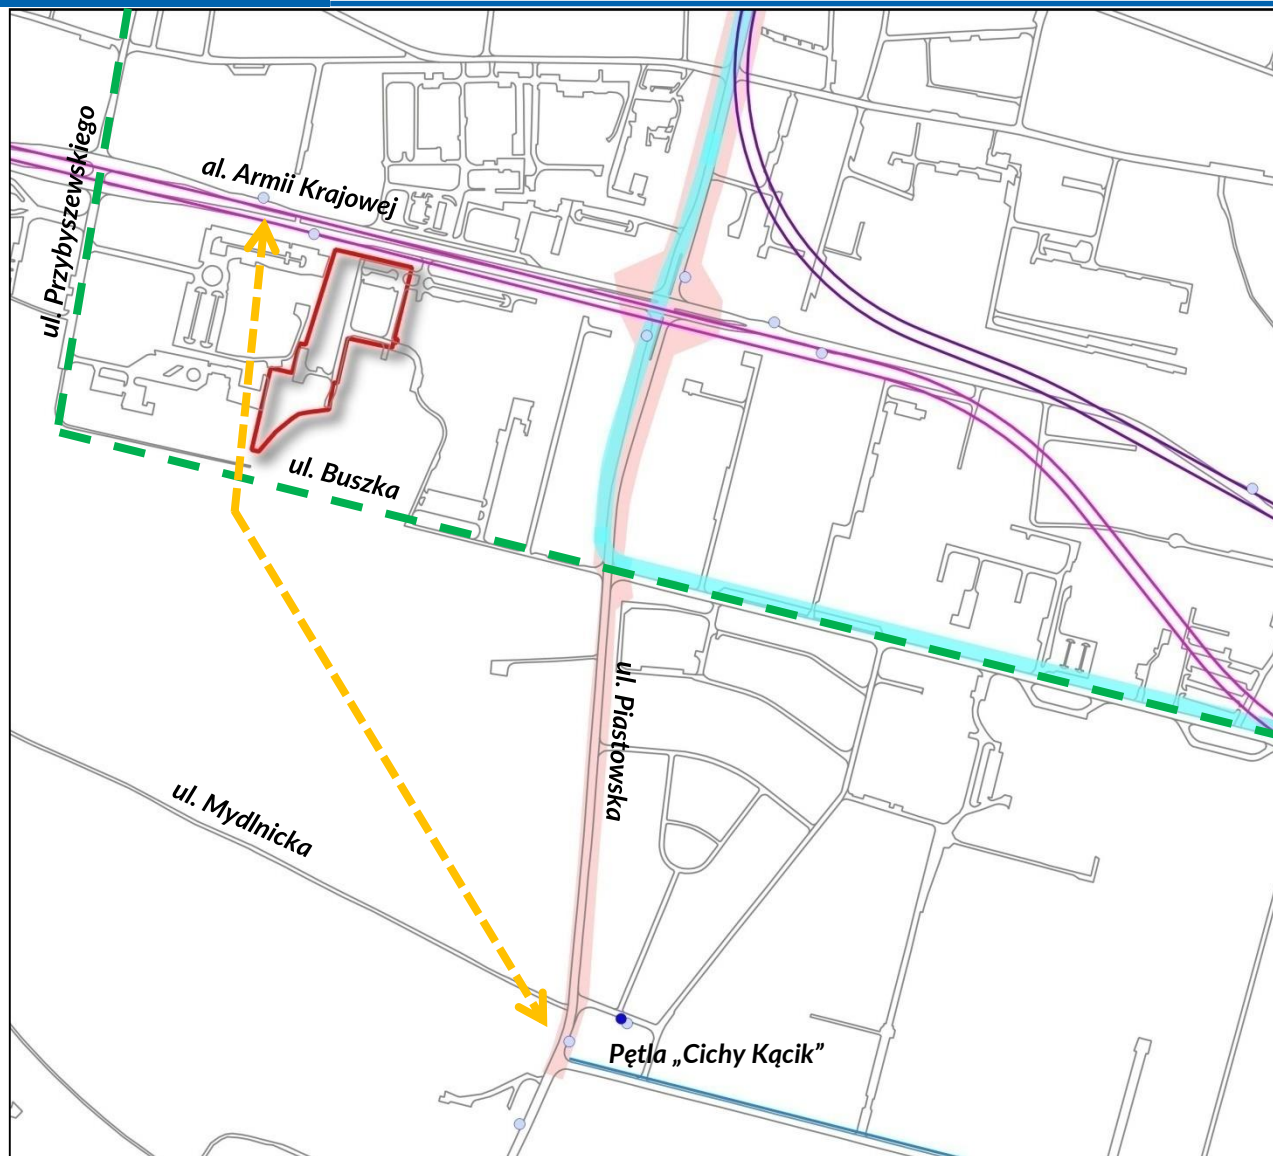 ul. Przybyszewskiego
al. Armii Krajowej
ul. Buszka
ul. Piastowska
ul. Mydlnicka
Pętla „Cichy Kącik”